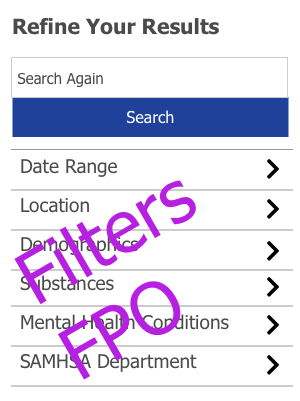 Refine Your Results
Search Again
Search
Date Range
Location
Demographics
Substances
Mental Health Conditions
SAMHSA Department
Filters
FPO